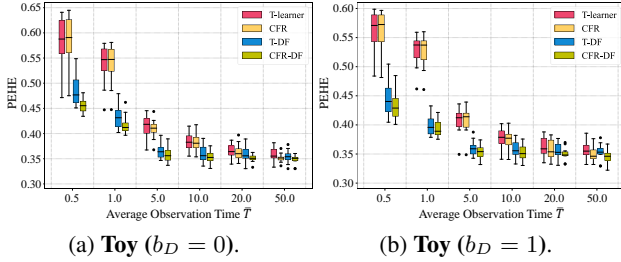 0.65
0.60
0.55
0.50
0.45
0.40
0.35
0.30
PEHE
T-learner
CFR
T-DF
CFR-DF
0.5 1.0 5.0 10.0 20.0 50.0
Average Observation Time T̄
(a) Toy (b_D = 0).
0.60
0.55
0.50
0.45
0.40
0.35
0.30
PEHE
T-learner
CFR
T-DF
CFR-DF
0.5 1.0 5.0 10.0 20.0 50.0
Average Observation Time T̄
(b) Toy (b_D = 1).